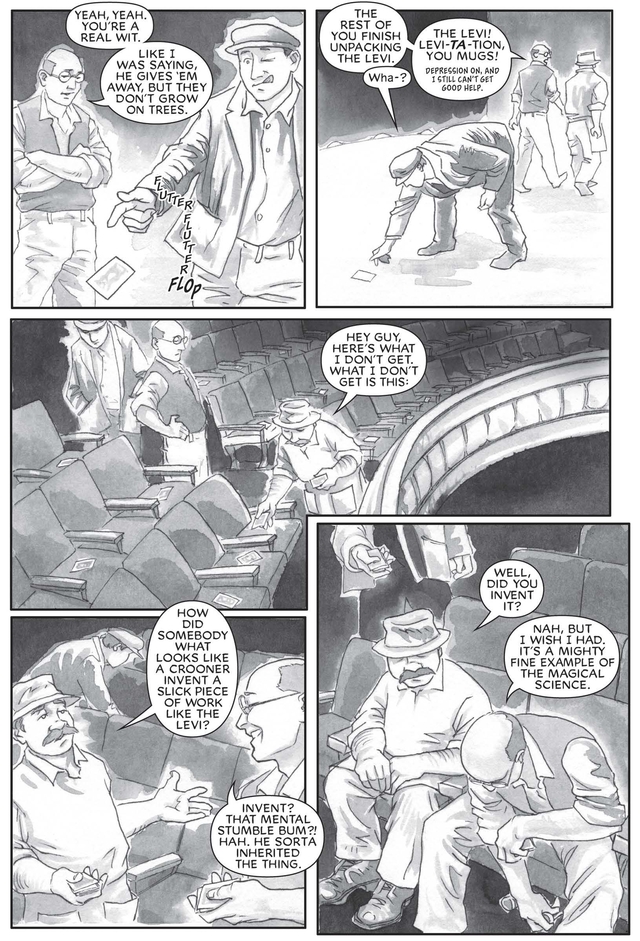 YEAH, YEAH.
YOU'RE A
REAL WIT.
LIKE I
WAS SAYING,
HE GIVES 'EM
AWAY, BUT THEY
DON'T GROW
ON TREES.
FLUTTER
FLUTTER
FLOP
THE
REST OF
YOU FINISH
UNPACKING
THE LEVI.
Wha-?
THE LEVI!
LEVI-TA-TION,
YOU MUGS!
DEPRESSION ON, AND
I STILL CAN'T GET
GOOD HELP.
HEY GUY,
HERE'S WHAT
I DON'T GET.
WHAT I DON'T
GET IS THIS:
HOW
DID
SOMEBODY
WHAT
LOOKS LIKE
A CROONER
INVENT A
SLICK PIECE
OF WORK
LIKE THE
LEVI?
INVENT?
THAT MENTAL
STUMBLE BUM?!
HAH. HE SORTA
INHERITED
THE THING.
WELL,
DID YOU
INVENT
IT?
NAH, BUT
I WISH I HAD.
IT'S A MIGHTY
FINE EXAMPLE OF
THE MAGICAL
SCIENCE.